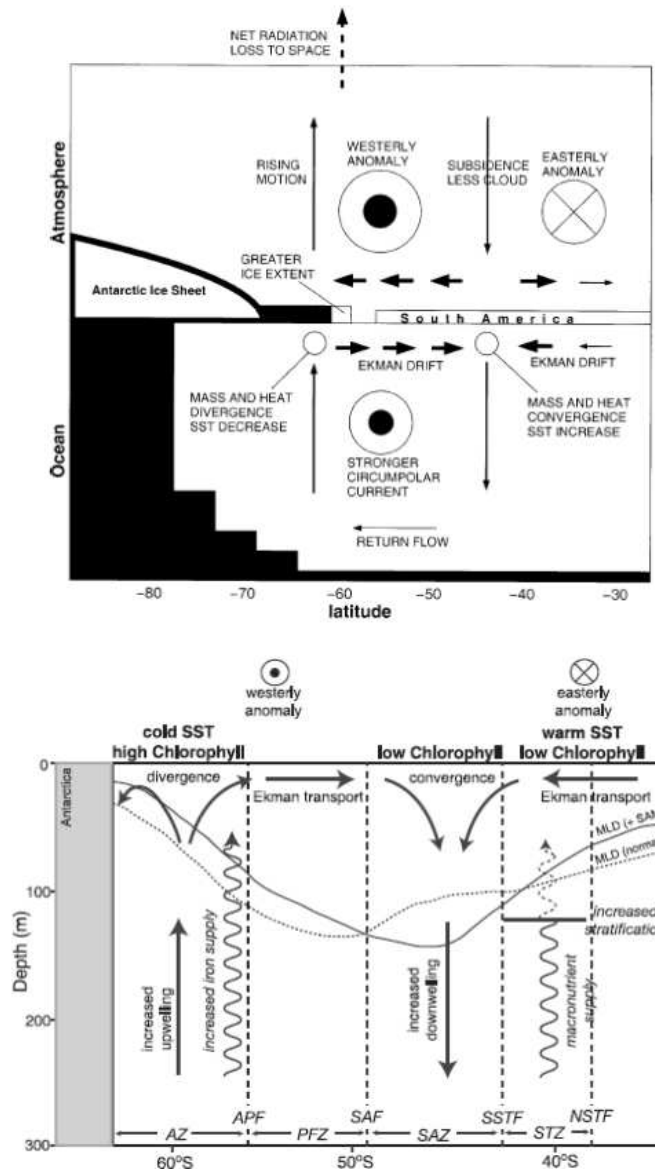 NET RADIATION
LOSS TO SPACE
Atmosphere
RISING
MOTION
WESTERLY
ANOMALY
SUBSIDENCE
LESS CLOUD
EASTERLY
ANOMALY
GREATER
ICE EXTENT
Antarctic Ice Sheet
South America
EKMAN DRIFT
EKMAN DRIFT
MASS AND HEAT
DIVERGENCE
SST DECREASE
MASS AND HEAT
CONVERGENCE
SST INCREASE
Ocean
STRONGER
CIRCUMPOLAR
CURRENT
RETURN FLOW
-80 -70 -60 -50 -40 -30
latitude
westerly
anomaly
easterly
anomaly
cold SST
high Chlorophyll
low Chlorophyll
warm SST
low Chlorophyll
0
100
200
300
Depth (m)
Antarctica
divergence
Ekman transport
convergence
Ekman transport
MLD (+ SAM
MLD (norma
increased
stratificatio
increased
upwelling
increased iron supply
increased
downwelling
macronutrient
supply
APF SAF SSTF NSTF
AZ PFZ SAZ STZ
60°S 50°S 40°S